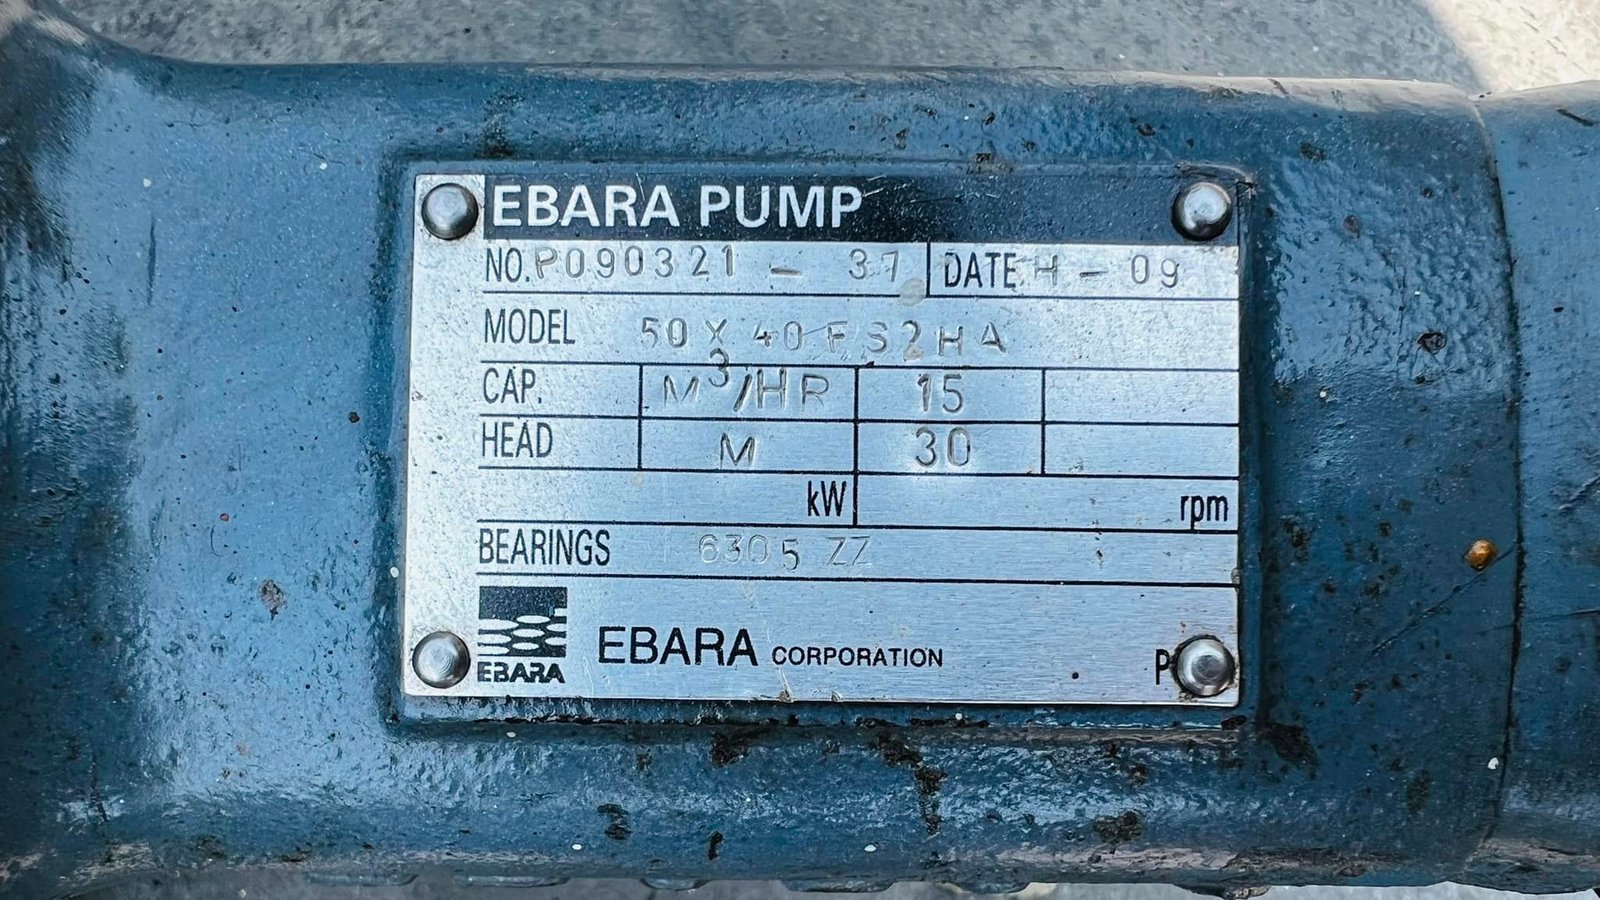 EBARA PUMP
NO. P090321 - 37 DATE H - 09
MODEL 50 X 40 FS2HA
CAP. M³/HR 15
HEAD M 30
kW rpm
BEARINGS 6305 ZZ
EBARA
EBARA CORPORATION P